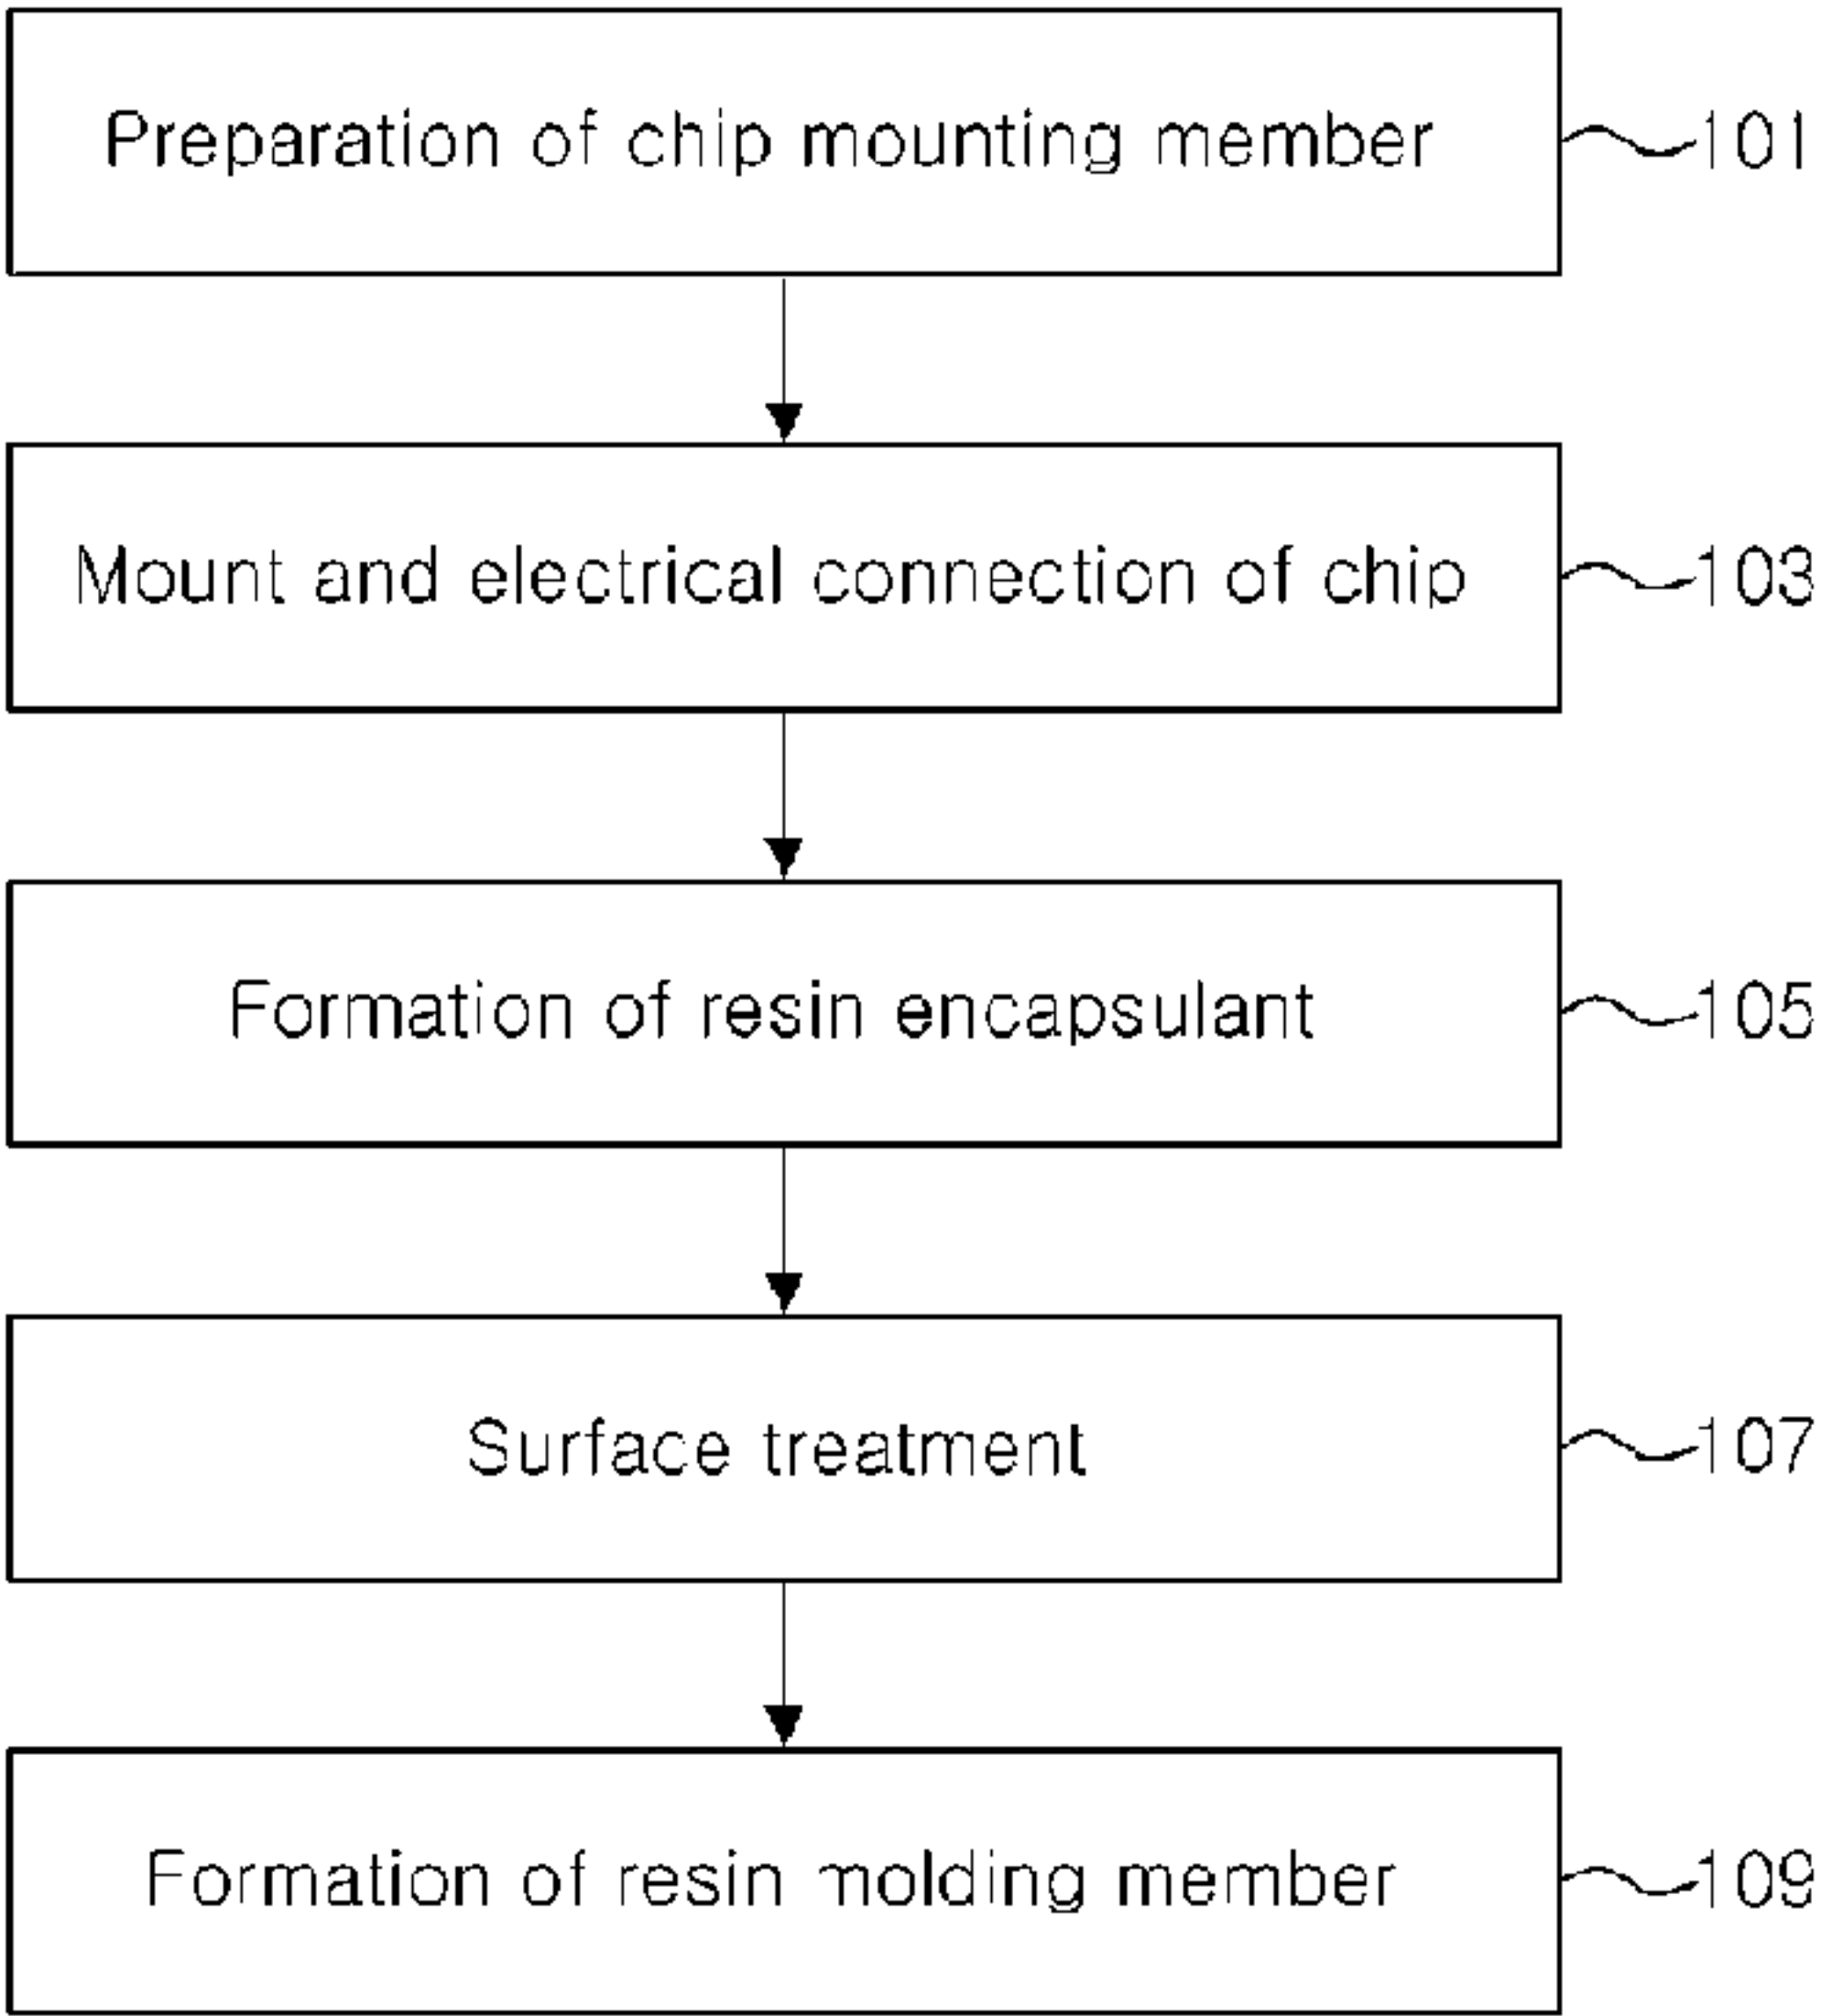 Preparation of chip mounting member 101
Mount and electrical connection of chip 103
Formation of resin encapsulant 105
Surface treatment 107
Formation of resin molding member 109